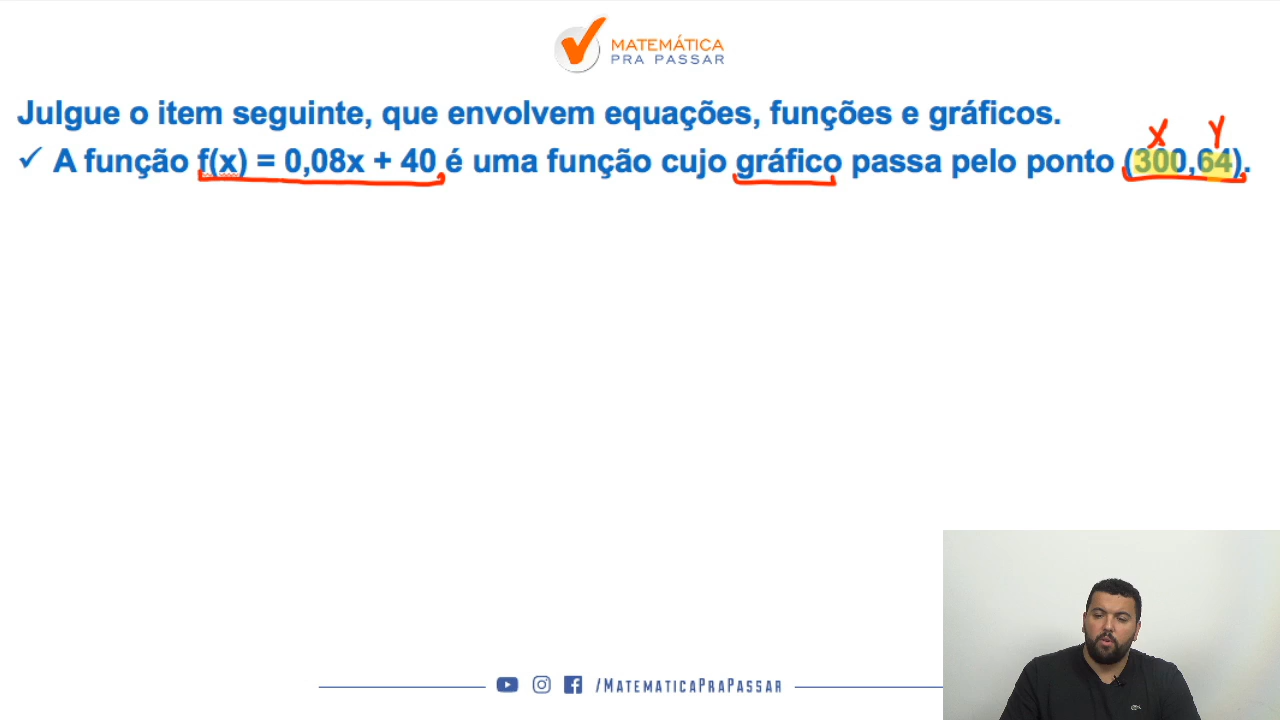 MATEMÁTICA
PRA PASSAR
Julgue o item seguinte, que envolvem equações, funções e gráficos.
X Y
✓ A função f(x) = 0,08x + 40 é uma função cujo gráfico passa pelo ponto (300,64).
/MATEMATICAPRAPASSAR